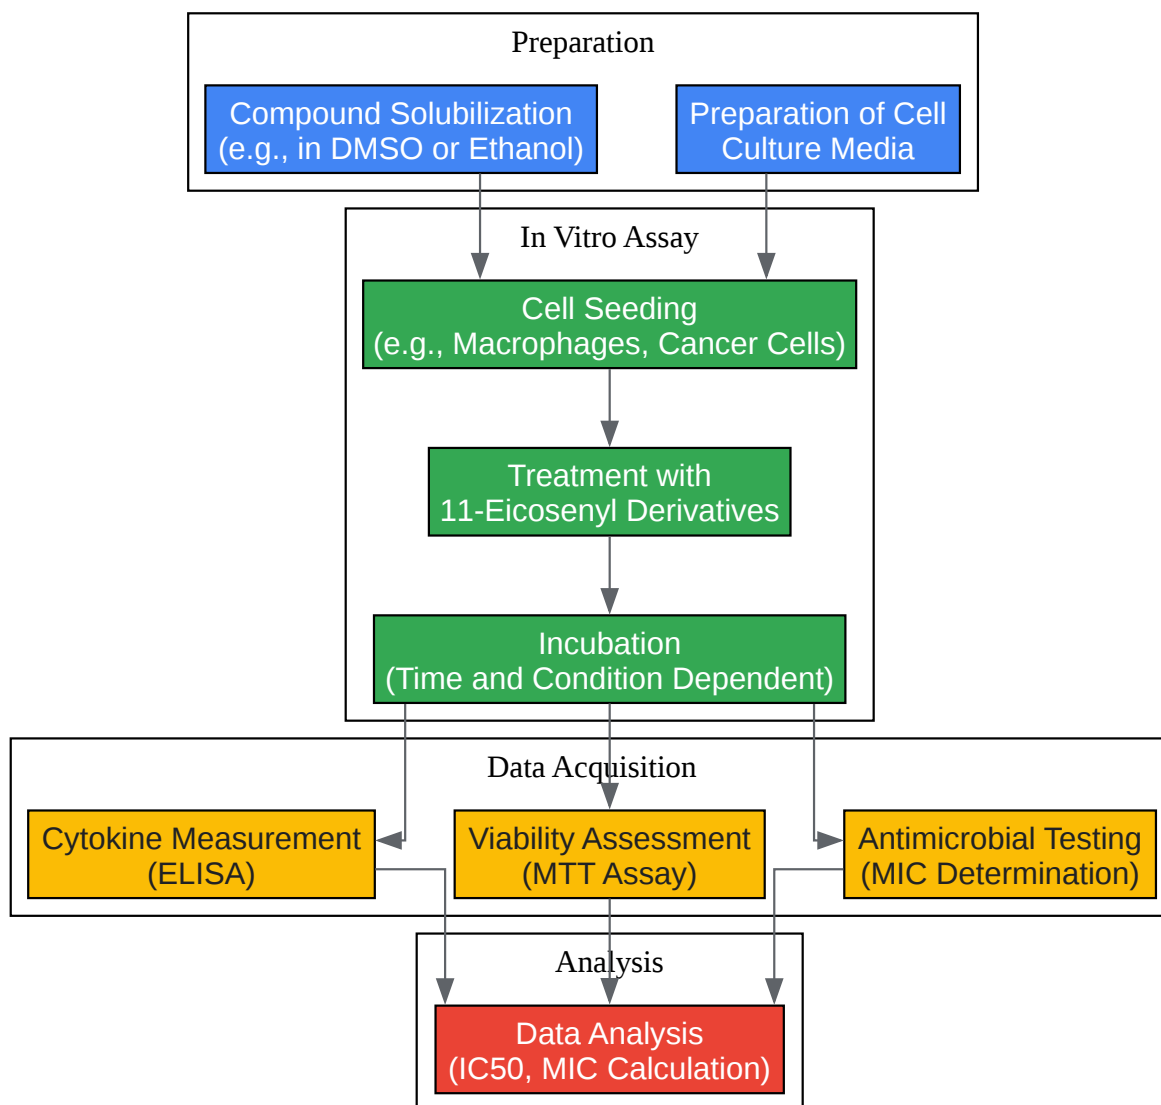 Preparation
Compound Solubilization
(e.g., in DMSO or Ethanol)
Preparation of Cell
Culture Media
In Vitro Assay
Cell Seeding
(e.g., Macrophages, Cancer Cells)
Treatment with
11-Eicosenyl Derivatives
Incubation
(Time and Condition Dependent)
Data Acquisition
Cytokine Measurement
(ELISA)
Viability Assessment
(MTT Assay)
Antimicrobial Testing
(MIC Determination)
Analysis
Data Analysis
(IC50, MIC Calculation)